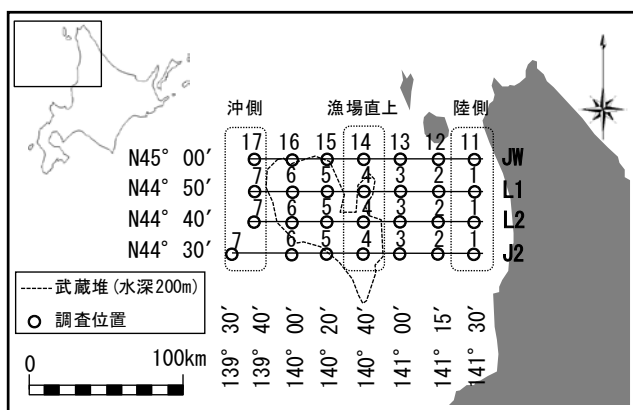 沖側 漁場直上 陸側
17 16 15 14 13 12 11
N45° 00′ JW
7 6 5 4 3 2 1
N44° 50′ L1
7 6 5 4 3 2 1
N44° 40′ L2
7 6 5 4 3 2 1
N44° 30′ J2
-----武蔵堆(水深200m)
調査位置
0 100km
139° 30′
139° 40′
140° 00′
140° 20′
140° 40′
141° 00′
141° 15′
141° 30′